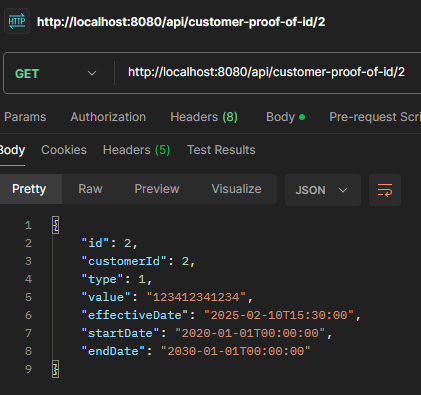 HTTP http://localhost:8080/api/customer-proof-of-id/2
GET http://localhost:8080/api/customer-proof-of-id/2
Params Authorization Headers (8) Body Pre-request Scri
Body Cookies Headers (5) Test Results
Pretty Raw Preview Visualize JSON
1 {
2 "id": 2,
3 "customerId": 2,
4 "type": 1,
5 "value": "123412341234",
6 "effectiveDate": "2025-02-10T15:30:00",
7 "startDate": "2020-01-01T00:00:00",
8 "endDate": "2030-01-01T00:00:00"
9 }